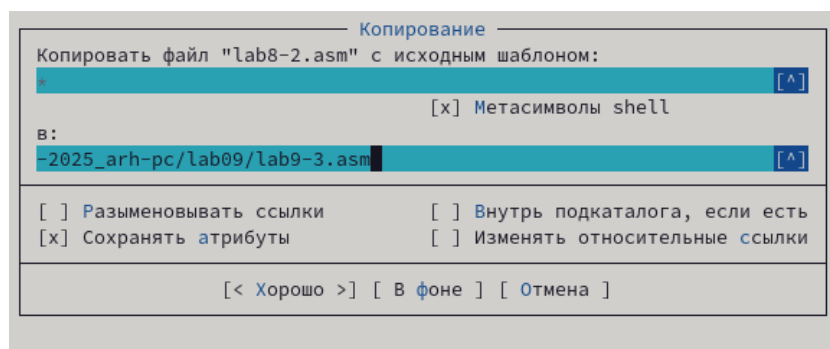 Копирование
Копировать файл "lab8-2.asm" с исходным шаблоном:
* [^]
[x] Метасимволы shell
в:
-2025_arh-pc/lab09/lab9-3.asm [^]
[ ] Разыменовывать ссылки [ ] Внутрь подкаталога, если есть
[x] Сохранять атрибуты [ ] Изменять относительные ссылки
[< Хорошо >] [ В фоне ] [ Отмена ]